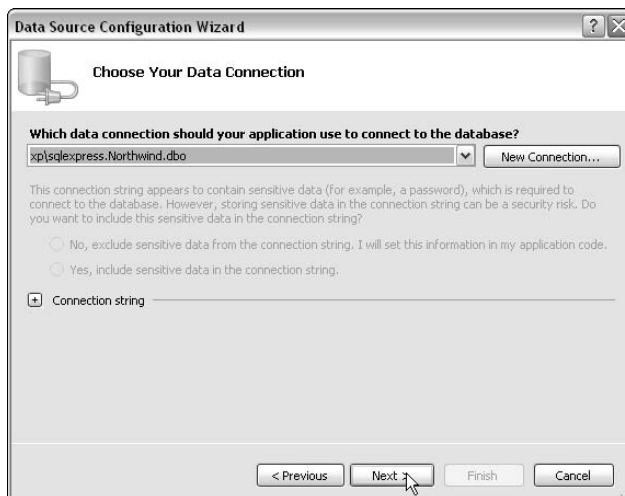 Data Source Configuration Wizard
Choose Your Data Connection
Which data connection should your application use to connect to the database?
xp\sqlexpress.Northwind.dbo
New Connection...
This connection string appears to contain sensitive data (for example, a password), which is required to
connect to the database. However, storing sensitive data in the connection string can be a security risk. Do
you want to include this sensitive data in the connection string?
No, exclude sensitive data from the connection string. I will set this information in my application code.
Yes, include sensitive data in the connection string.
Connection string
< Previous
Next >
Finish
Cancel